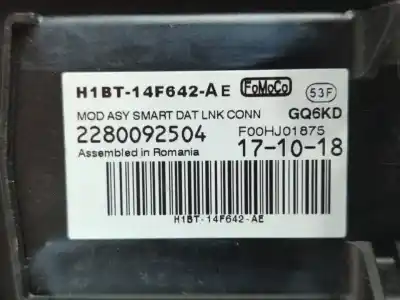 H1BT-14F642-AE FoMoCo 53F
MOD ASY SMART DAT LNK CONN GQ6KD
2280092504 F00HJ01875
Assembled in Romania 17-10-18
H1BT-14F642-AE